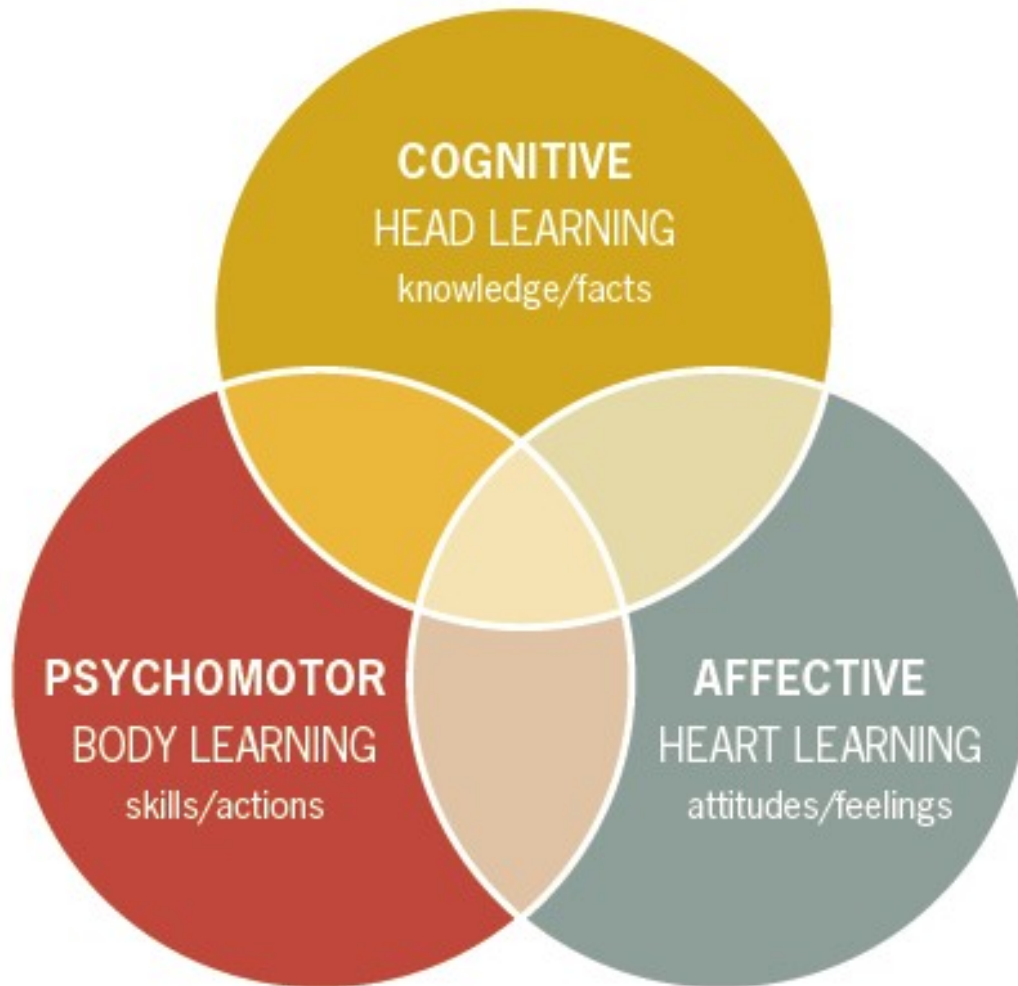 COGNITIVE
HEAD LEARNING
knowledge/facts
PSYCHOMOTOR
BODY LEARNING
skills/actions
AFFECTIVE
HEART LEARNING
attitudes/feelings